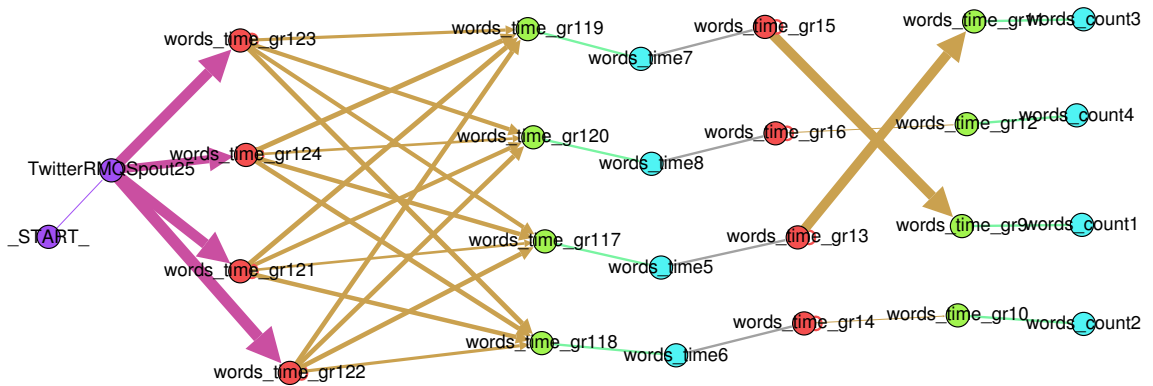 words_time_gr123
words_time_gr119
words_time7
words_time_gr15
words_time_gr11
words_count3
TwitterRMQSpout25
words_time_gr124
words_time_gr120
words_time8
words_time_gr16
words_time_gr12
words_count4
_START_
words_time_gr121
words_time_gr117
words_time5
words_time_gr13
words_time_gr9
words_count1
words_time_gr122
words_time_gr118
words_time6
words_time_gr14
words_time_gr10
words_count2